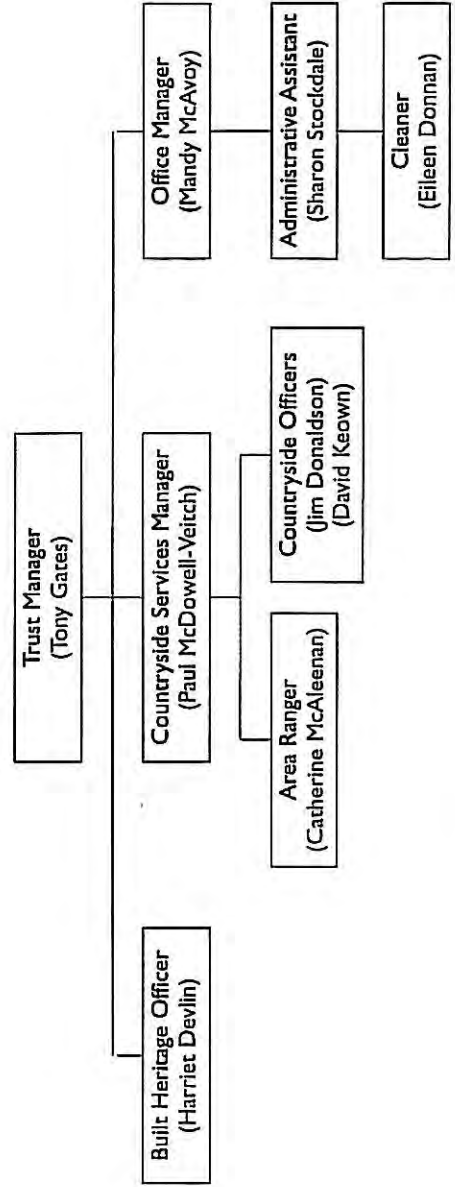 Trust Manager
(Tony Gates)
Built Heritage Officer
(Harriet Devlin)
Countryside Services Manager
(Paul McDowell-Veitch)
Office Manager
(Mandy McAvoy)
Area Ranger
(Catherine McAleenan)
Countryside Officers
(Jim Donaldson)
(David Keown)
Administrative Assistant
(Sharon Stockdale)
Cleaner
(Eileen Donnan)